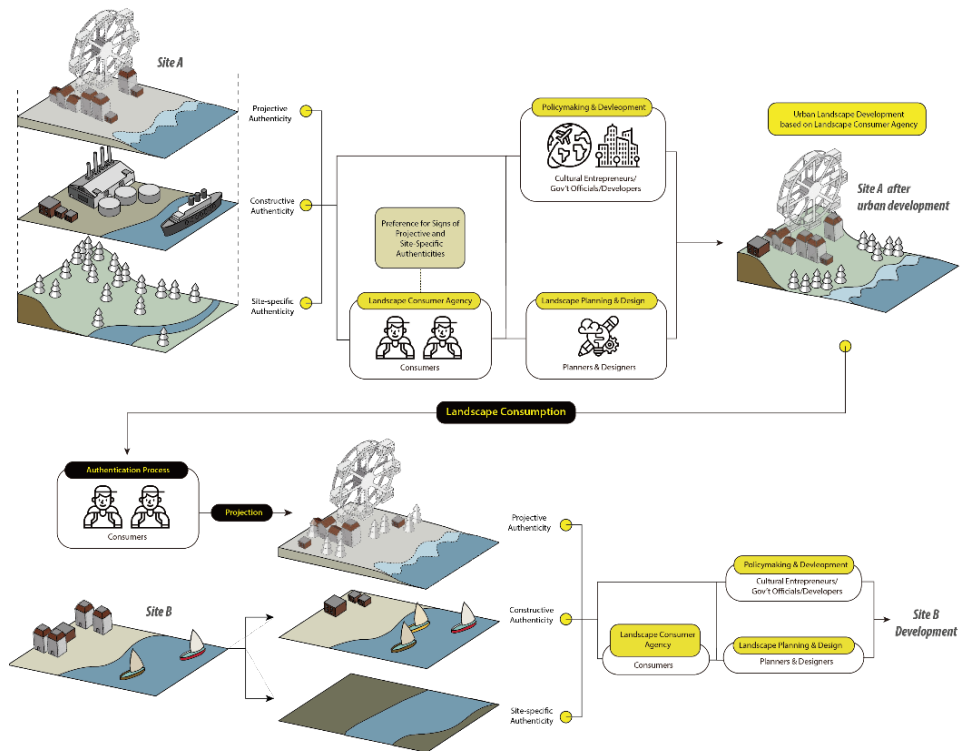 Site A
Projective
Authenticity
Constructive
Authenticity
Site-specific
Authenticity
Preference for Signs of
Projective and
Site-Specific
Authenticities
Landscape Consumer Agency
Consumers
Policymaking & Devleopment
Cultural Entrepreneurs/
Gov't Officials/Developers
Landscape Planning & Design
Planners & Designers
Urban Landscape Development
based on Landscape Consumer Agency
Site A after
urban development
Landscape Consumption
Authentication Process
Consumers
Projection
Site B
Projective
Authenticity
Constructive
Authenticity
Site-specific
Authenticity
Landscape Consumer
Agency
Consumers
Policymaking & Devleopment
Cultural Entrepreneurs/
Gov't Officials/Developers
Landscape Planning & Design
Planners & Designers
Site B
Development